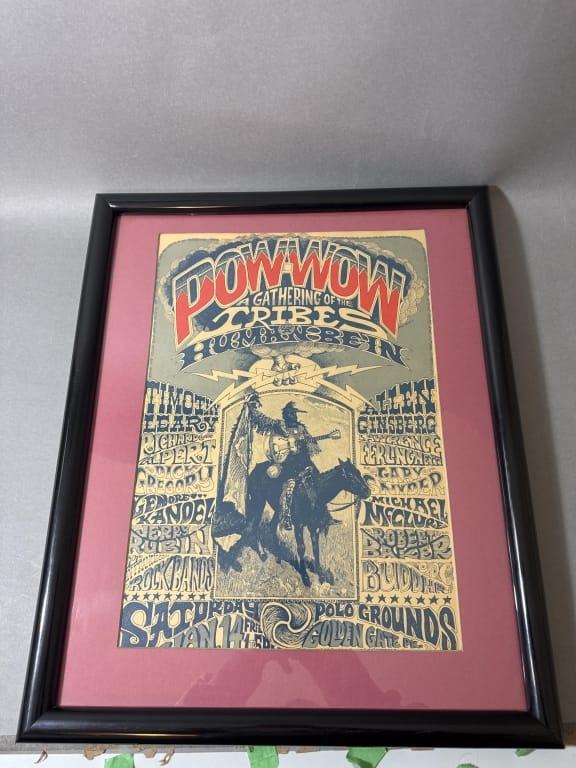 POW-WOW
A GATHERING OF THE
TRIBES
HUMAN BE IN
TIMOTHY
LEARY
RICHARD
ALPERT
DICK
GREGORY
LENORE
KANDEL
JERRY
RUBIN
ROCK BANDS
ALLEN
GINSBERG
LAWRENCE
FERLINGHETTI
GARY
SNYDER
MICHAEL
McCLURE
ROBERT
BAKER
BUDDHA
SATURDAY
JAN. 14
POLO GROUNDS
GOLDEN GATE PK.